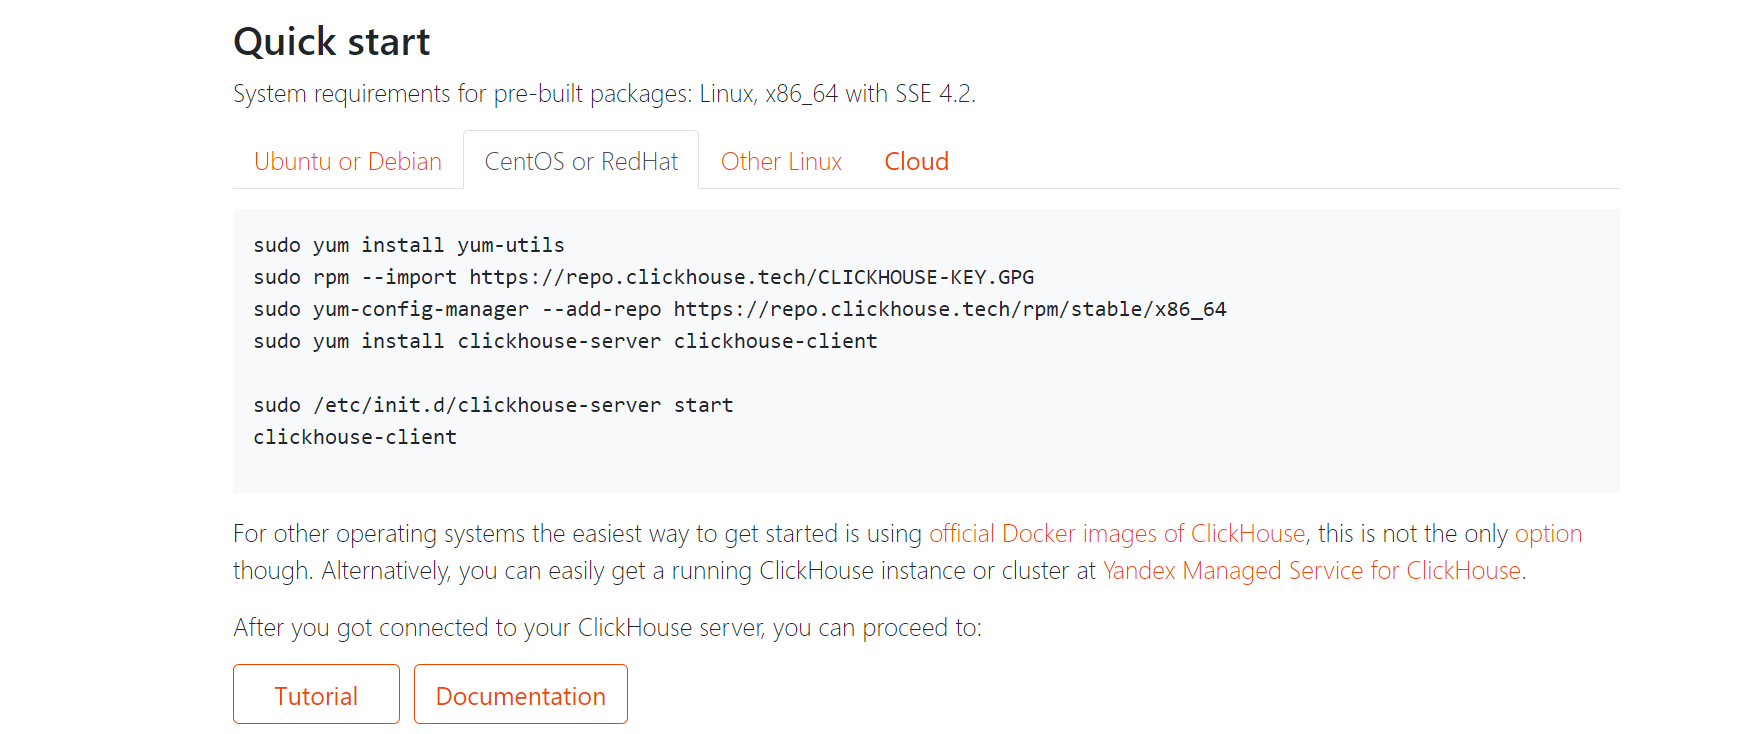 Quick start
System requirements for pre-built packages: Linux, x86_64 with SSE 4.2.
Ubuntu or Debian CentOS or RedHat Other Linux Cloud
sudo yum install yum-utils
sudo rpm --import https://repo.clickhouse.tech/CLICKHOUSE-KEY.GPG
sudo yum-config-manager --add-repo https://repo.clickhouse.tech/rpm/stable/x86_64
sudo yum install clickhouse-server clickhouse-client
sudo /etc/init.d/clickhouse-server start
clickhouse-client
For other operating systems the easiest way to get started is using official Docker images of ClickHouse, this is not the only option
though. Alternatively, you can easily get a running ClickHouse instance or cluster at Yandex Managed Service for ClickHouse.
After you got connected to your ClickHouse server, you can proceed to:
Tutorial Documentation